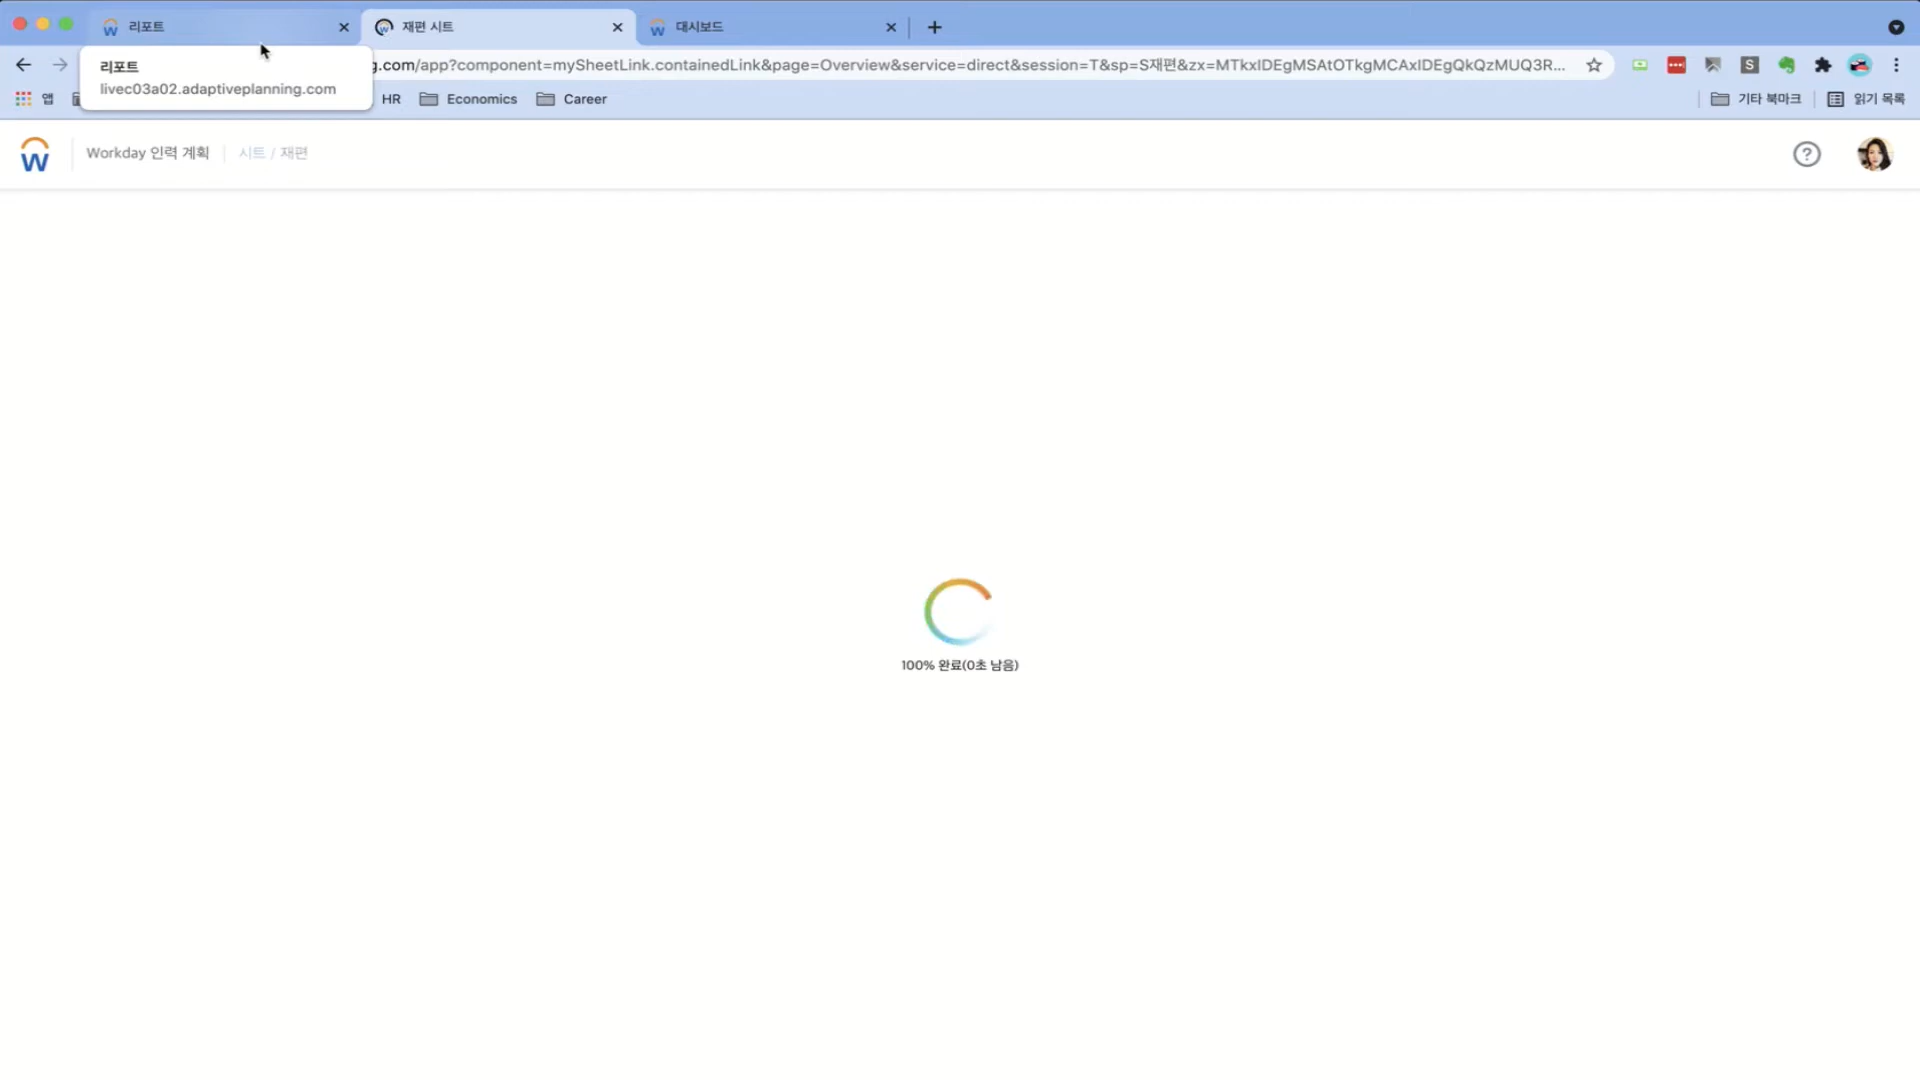 리포트
재편 시트
대시보드
리포트
livec03a02.adaptiveplanning.com
g.com/app?component=mySheetLink.containedLink&page=Overview&service=direct&session=T&sp=S재편&zx=MTkxIDEgMSAtOTkgMCAxIDEgQkQzMUQ3R...
앱
HR
Economics
Career
기타 북마크
읽기 목록
Workday 인력 계획
시트 / 재편
100% 완료(0초 남음)